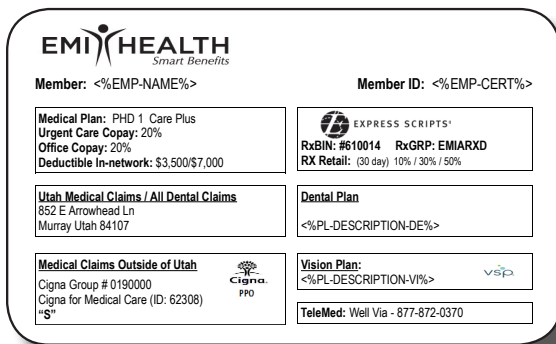 EMI HEALTH
Smart Benefits
Member: <%EMP-NAME%>
Member ID: <%EMP-CERT%>
Medical Plan: PHD 1 Care Plus
Urgent Care Copay: 20%
Office Copay: 20%
Deductible In-network: $3,500/$7,000
EXPRESS SCRIPTS®
RxBIN: #610014 RxGRP: EMIARXD
RX Retail: (30 day) 10% / 30% / 50%
Utah Medical Claims / All Dental Claims
852 E Arrowhead Ln
Murray Utah 84107
Dental Plan
<%PL-DESCRIPTION-DE%>
Medical Claims Outside of Utah
Cigna Group # 0190000
Cigna for Medical Care (ID: 62308)
“S”
Cigna.
PPO
Vision Plan:
<%PL-DESCRIPTION-VI%>
vsp.
TeleMed: Well Via - 877-872-0370